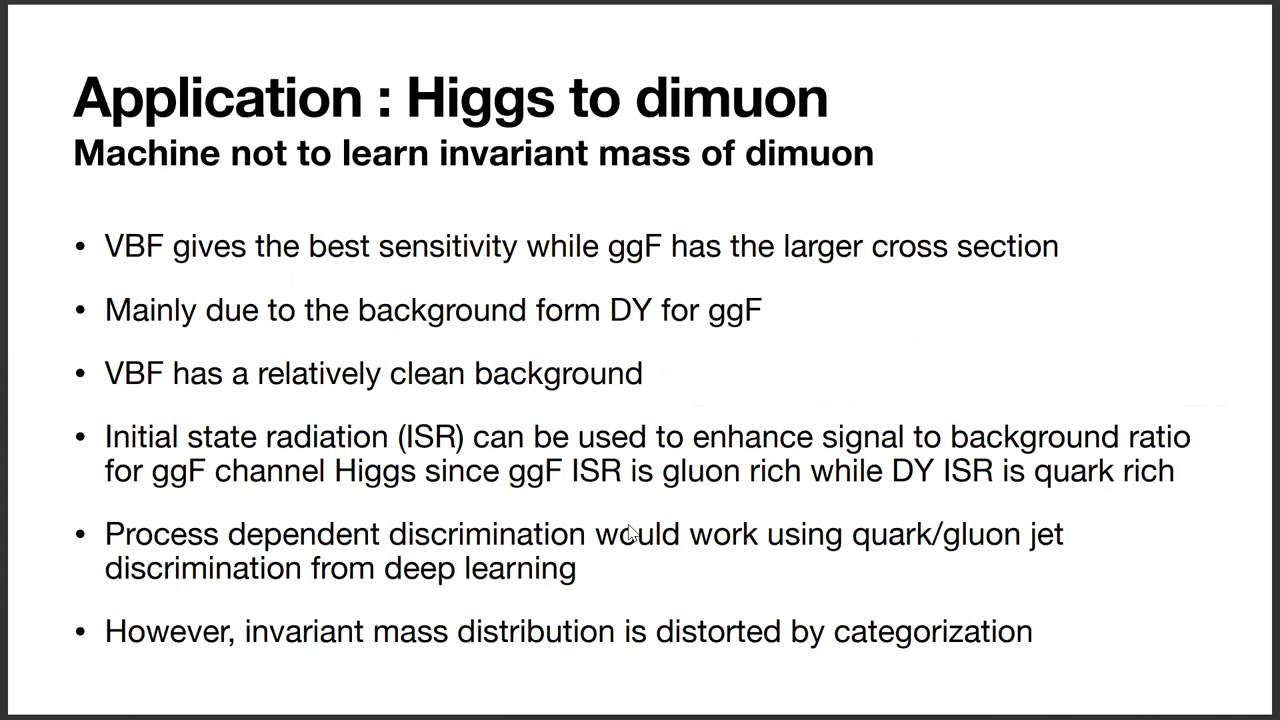 Application : Higgs to dimuon
Machine not to learn invariant mass of dimuon
• VBF gives the best sensitivity while ggF has the larger cross section
• Mainly due to the background form DY for ggF
• VBF has a relatively clean background
• Initial state radiation (ISR) can be used to enhance signal to background ratio
for ggF channel Higgs since ggF ISR is gluon rich while DY ISR is quark rich
• Process dependent discrimination would work using quark/gluon jet
discrimination from deep learning
• However, invariant mass distribution is distorted by categorization